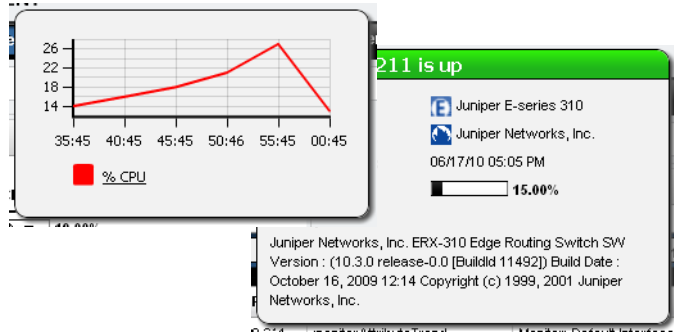 26
22
18
14
35:45 40:45 45:45 50:46 55:45 00:45
% CPU
211 is up
Juniper E-series 310
Juniper Networks, Inc.
06/17/10 05:05 PM
15.00%
Juniper Networks, Inc. ERX-310 Edge Routing Switch SW
Version : (10.3.0 release-0.0 [BuildId 11492]) Build Date :
October 16, 2009 12:14 Copyright (c) 1999, 2001 Juniper
Networks, Inc.